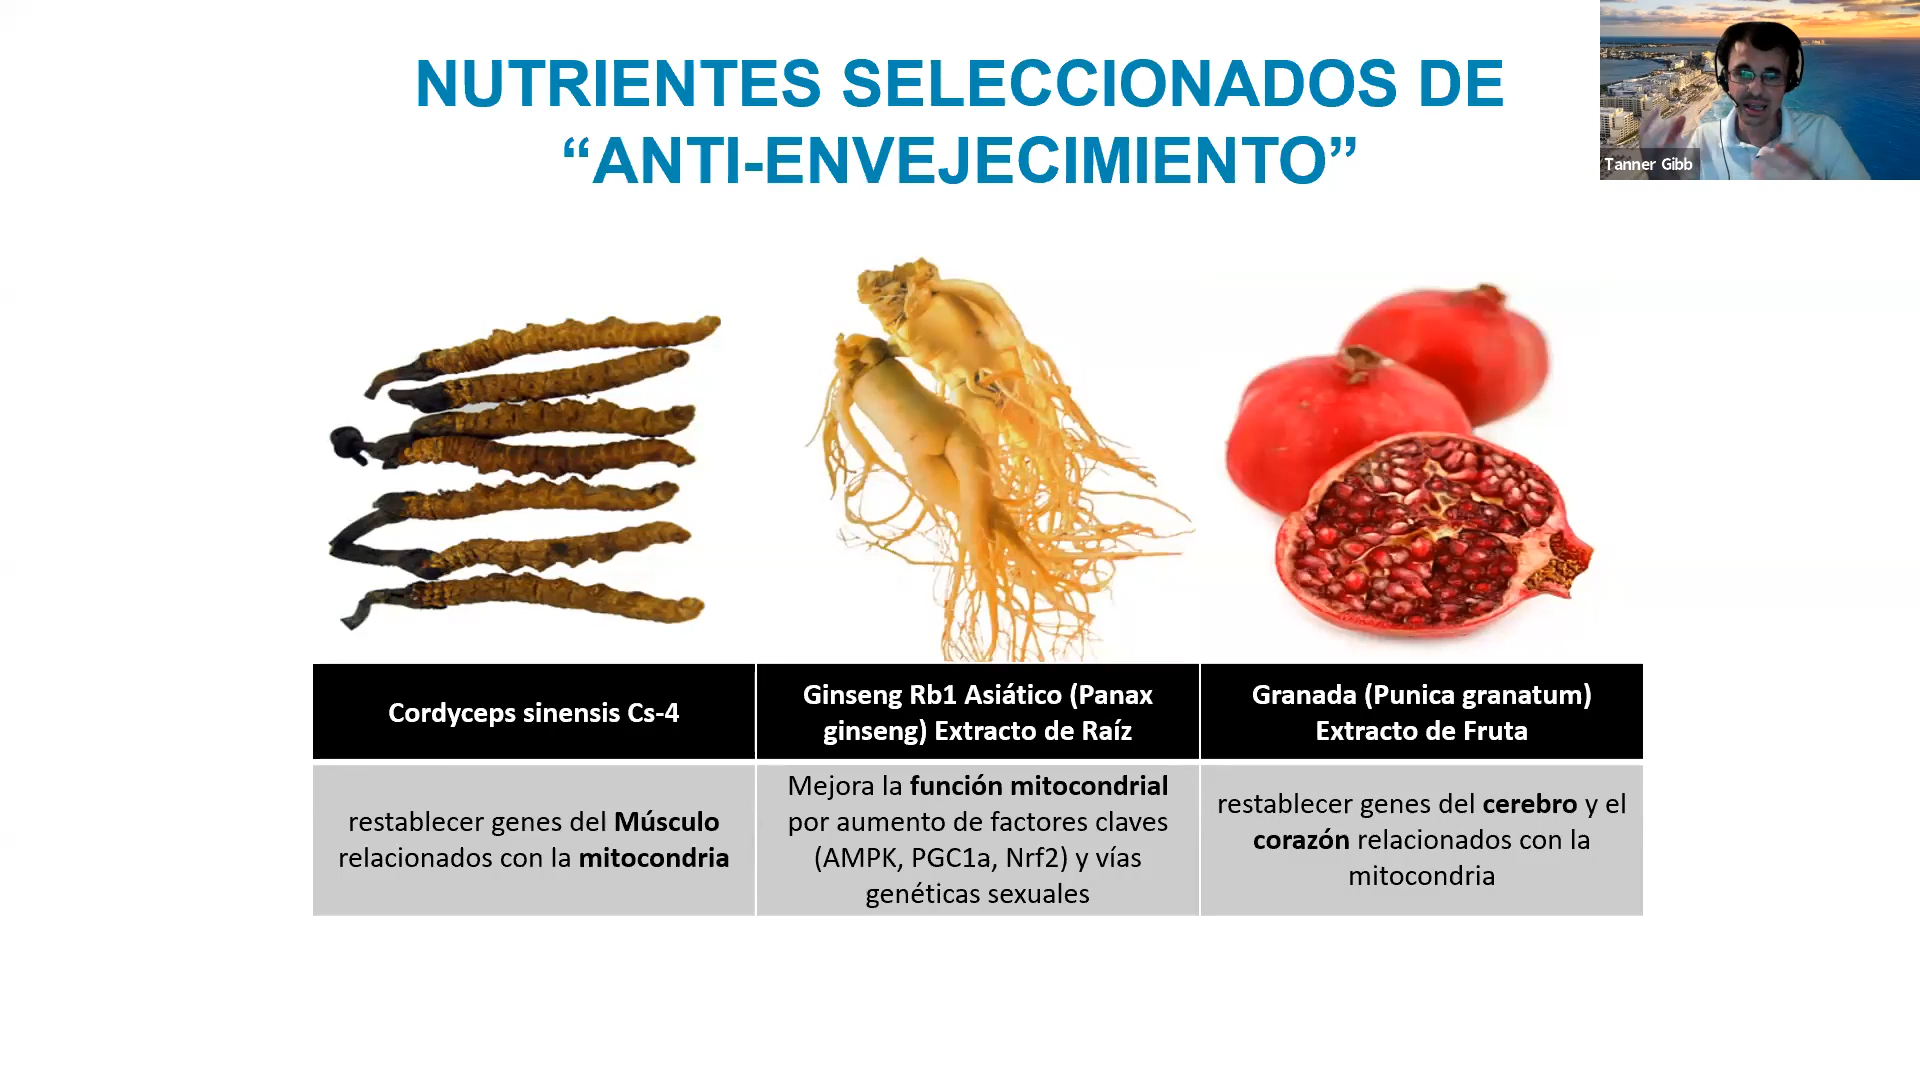 NUTRIENTES SELECCIONADOS DE
“ANTI-ENVEJECIMIENTO”
Tanner Gibb
Cordyceps sinensis Cs-4
Ginseng Rb1 Asiático (Panax
ginseng) Extracto de Raíz
Granada (Punica granatum)
Extracto de Fruta
restablecer genes del Músculo
relacionados con la mitocondria
Mejora la función mitocondrial
por aumento de factores claves
(AMPK, PGC1a, Nrf2) y vías
genéticas sexuales
restablecer genes del cerebro y el
corazón relacionados con la
mitocondria